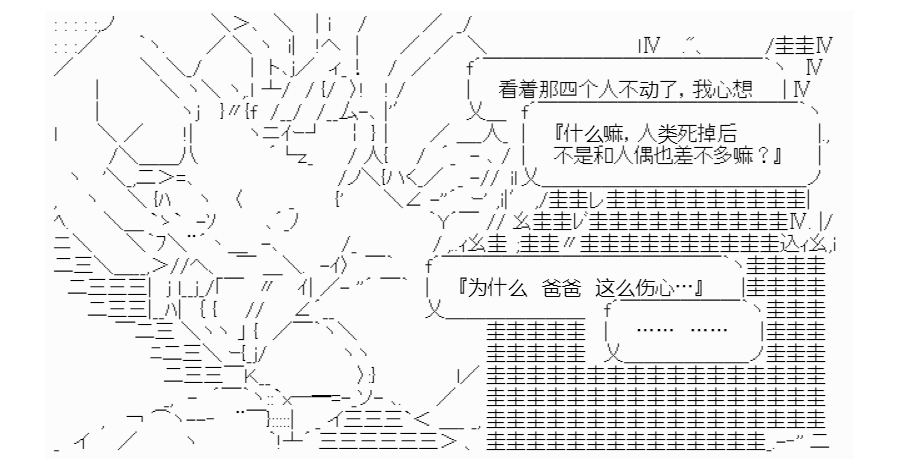 看着那四个人不动了，我心想
『什么嘛，人类死掉后
不是和人偶也差不多嘛？』
『为什么 爸爸 这么伤心…』
…… ……